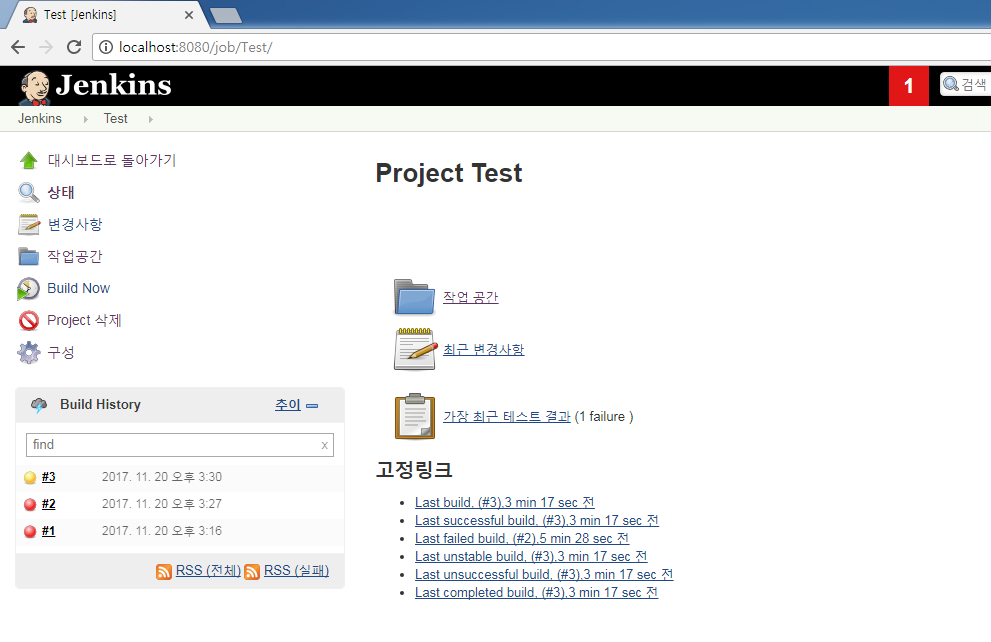 Test [Jenkins]
localhost:8080/job/Test/
Jenkins
1
검색
Jenkins
Test
대시보드로 돌아가기
상태
변경사항
작업공간
Build Now
Project 삭제
구성
Build History 추이
find x
#3 2017. 11. 20 오후 3:30
#2 2017. 11. 20 오후 3:27
#1 2017. 11. 20 오후 3:16
RSS (전체) RSS (실패)
Project Test
작업 공간
최근 변경사항
가장 최근 테스트 결과 (1 failure )
고정링크
Last build, (#3),3 min 17 sec 전
Last successful build, (#3),3 min 17 sec 전
Last failed build, (#2),5 min 28 sec 전
Last unstable build, (#3),3 min 17 sec 전
Last unsuccessful build, (#3),3 min 17 sec 전
Last completed build, (#3),3 min 17 sec 전